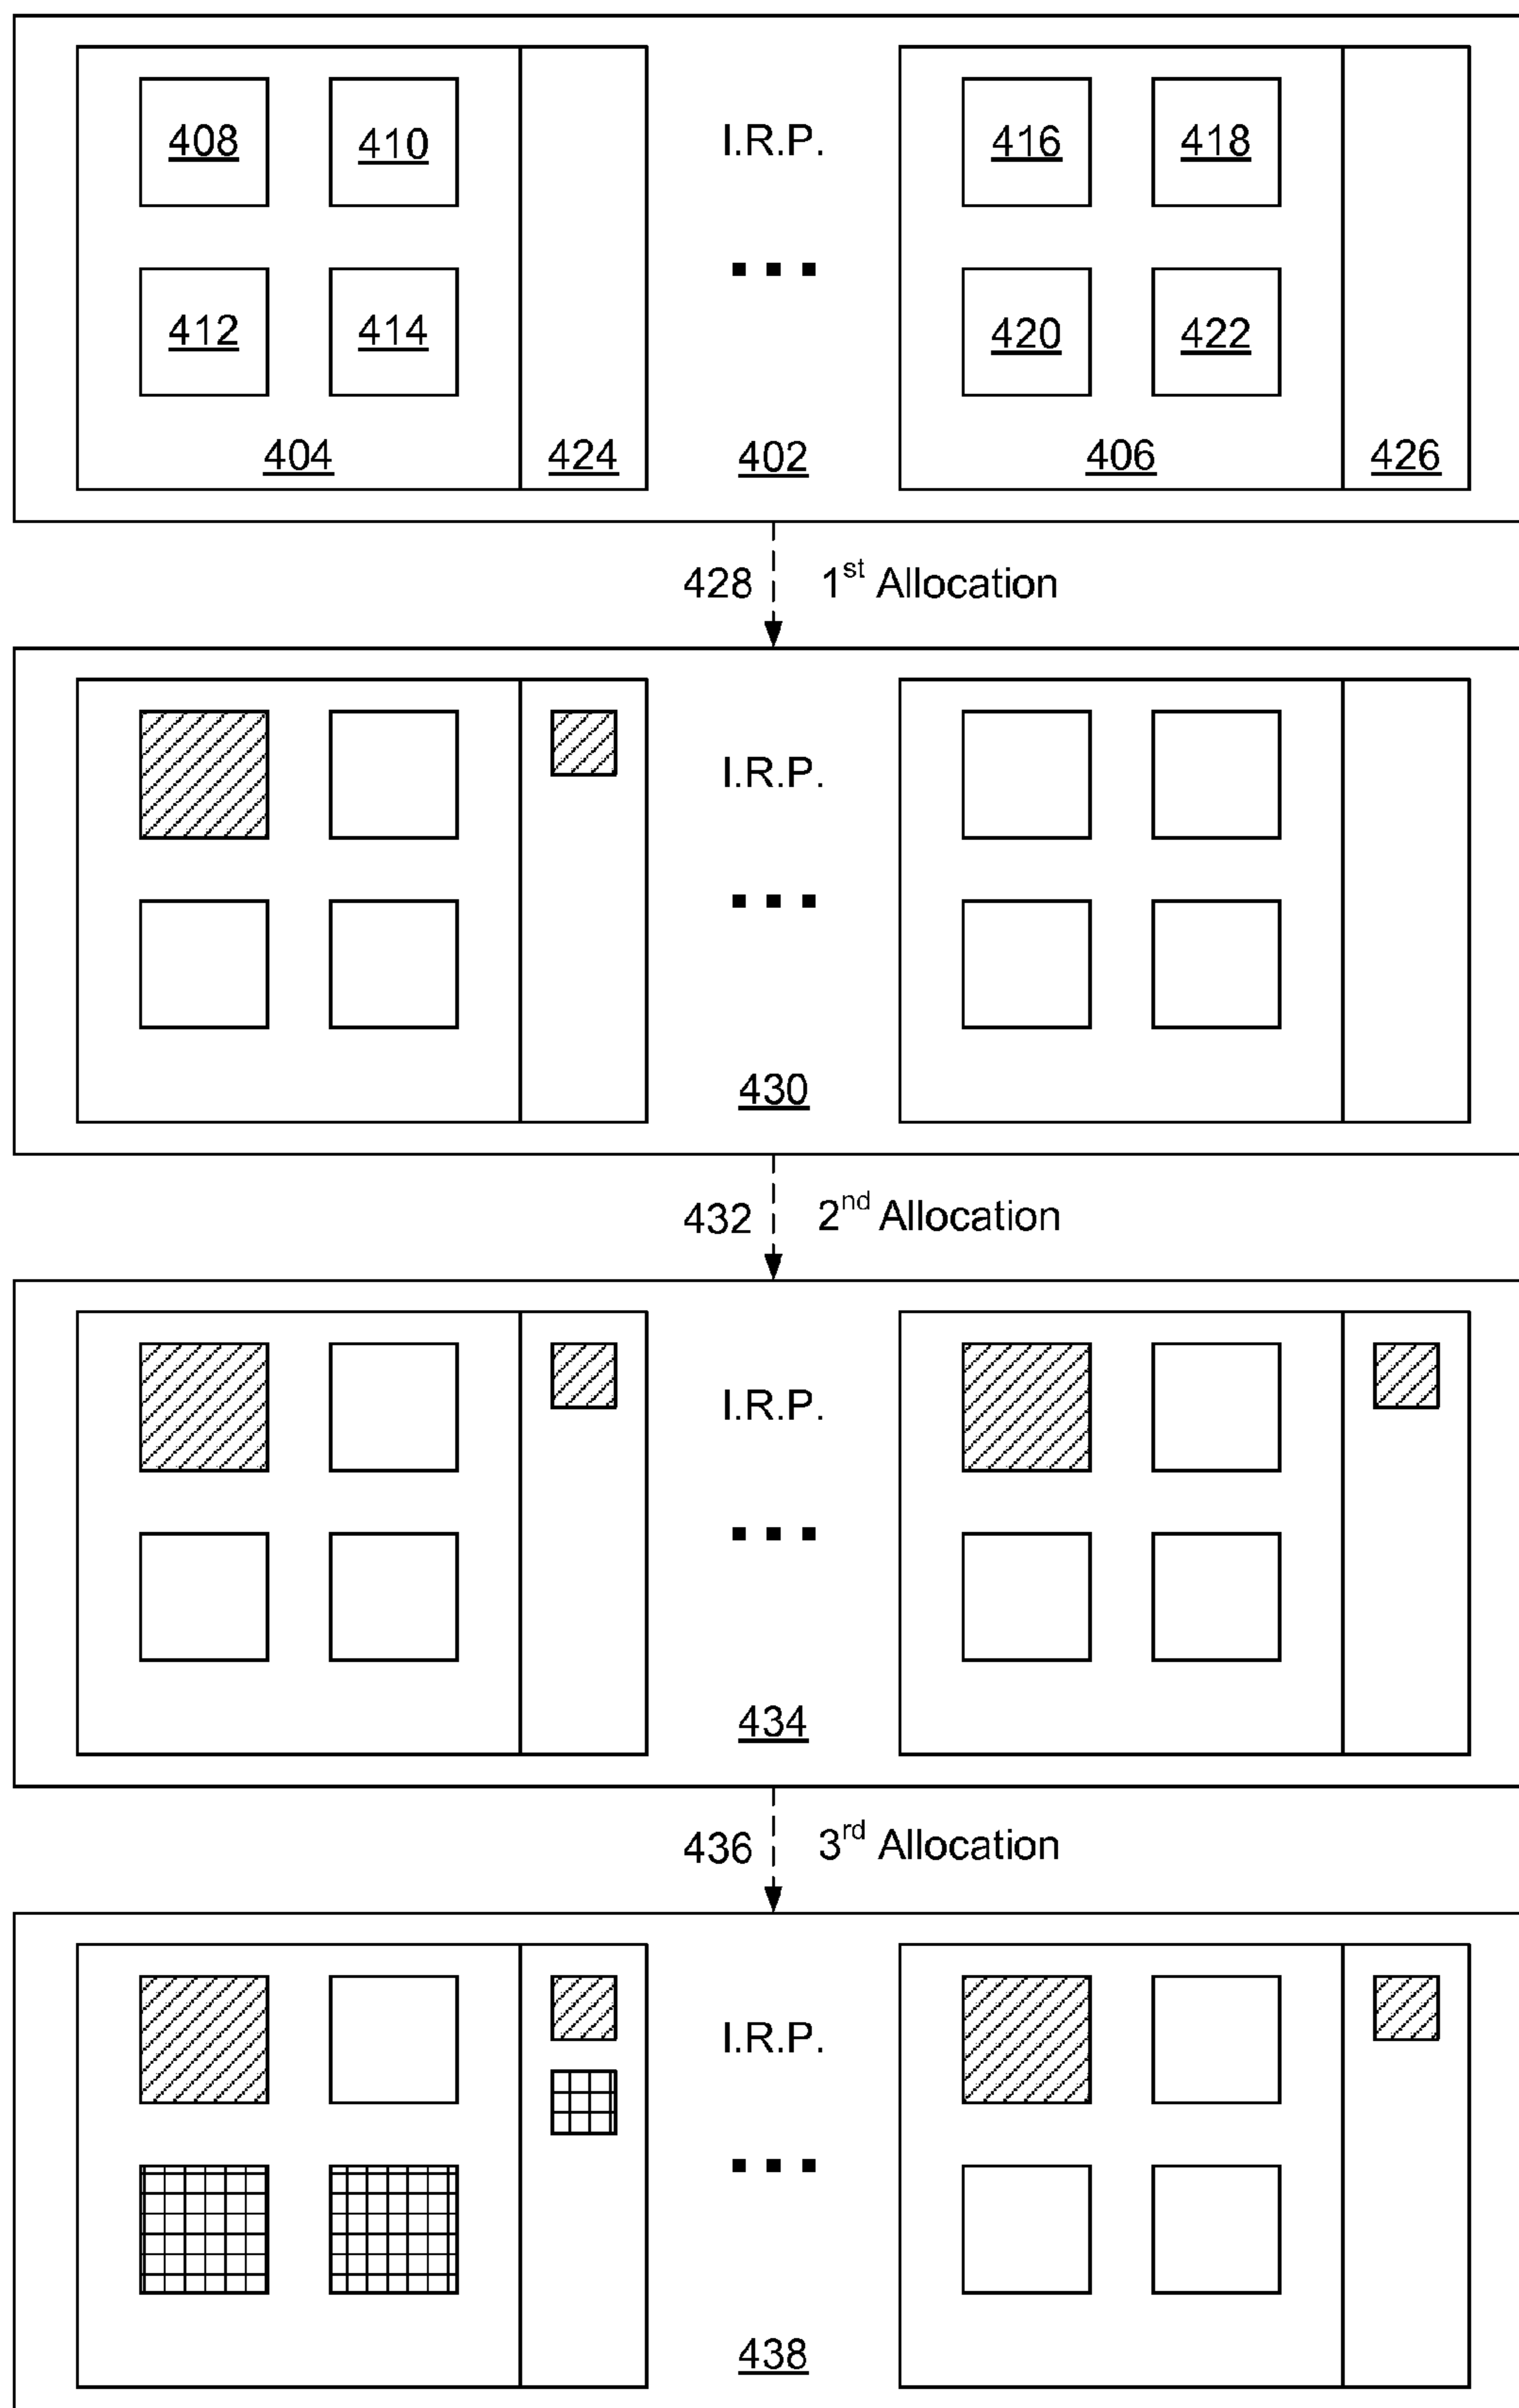 408 410 I.R.P. 416 418
412 414 420 422
404 424 402 406 426
428 1st Allocation
I.R.P.
430
432 2nd Allocation
I.R.P.
434
436 3rd Allocation
I.R.P.
438